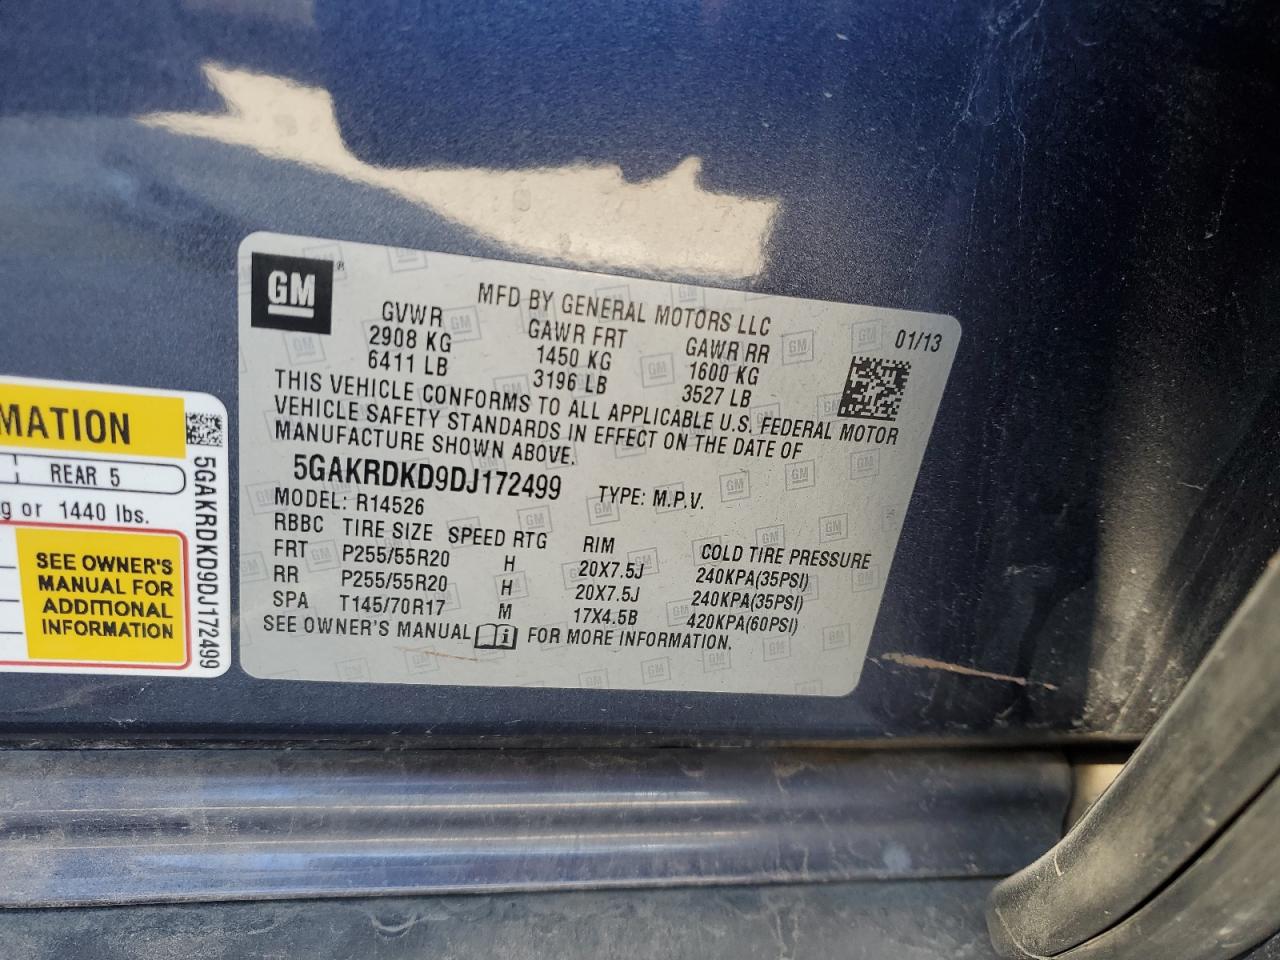 GM
MFD BY GENERAL MOTORS LLC
01/13
GVWR GAWR FRT GAWR RR
2908 KG 1450 KG 1600 KG
6411 LB 3196 LB 3527 LB
THIS VEHICLE CONFORMS TO ALL APPLICABLE U.S. FEDERAL MOTOR
VEHICLE SAFETY STANDARDS IN EFFECT ON THE DATE OF
MANUFACTURE SHOWN ABOVE.
5GAKRDKD9DJ172499 TYPE: M.P.V.
MODEL: R14526
RBBC TIRE SIZE SPEED RTG RIM COLD TIRE PRESSURE
FRT P255/55R20 H 20X7.5J 240KPA(35PSI)
RR P255/55R20 H 20X7.5J 240KPA(35PSI)
SPA T145/70R17 M 17X4.5B 420KPA(60PSI)
SEE OWNER'S MANUAL FOR MORE INFORMATION.
MATION
REAR 5
g or 1440 lbs.
SEE OWNER'S
MANUAL FOR
ADDITIONAL
INFORMATION
5GAKRDKD9DJ172499